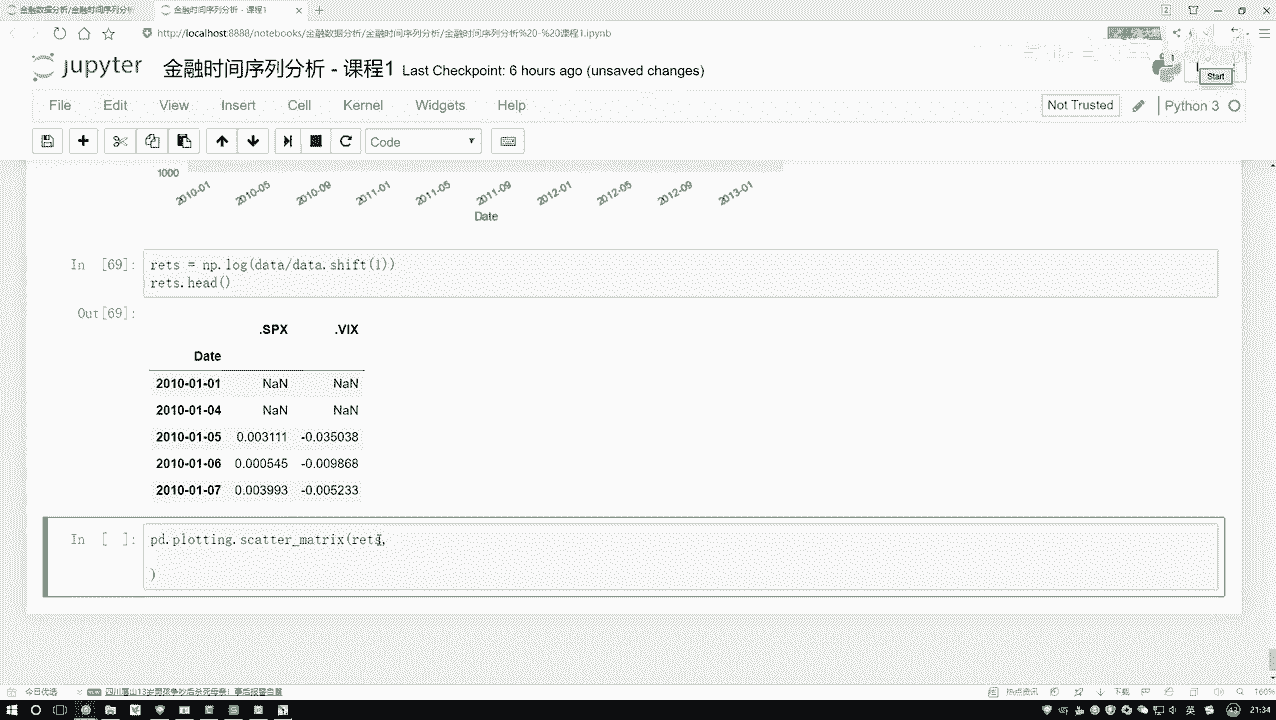 金融数据分析/金融时间序列分析
金融时间序列分析 - 课程1
http://localhost:8888/notebooks/金融数据分析/金融时间序列分析/金融时间序列分析%20-%20课程1.ipynb
jupyter 金融时间序列分析 - 课程1 Last Checkpoint: 6 hours ago (unsaved changes)
Start
File Edit View Insert Cell Kernel Widgets Help
Not Trusted Python 3
Code
1000
2010-01 2010-05 2010-09 2011-01 2011-05 2011-09 2012-01 2012-05 2012-09 2013-01
Date
In [69]: rets = np.log(data/data.shift(1))
rets.head()
Out[69]:
.SPX .VIX
Date
2010-01-01 NaN NaN
2010-01-04 NaN NaN
2010-01-05 0.003111 -0.035038
2010-01-06 0.000545 -0.009868
2010-01-07 0.003993 -0.005233
In [ ]: pd.plotting.scatter_matrix(rets,
)
今日优选
热点资讯 下载 160%
英 21:34